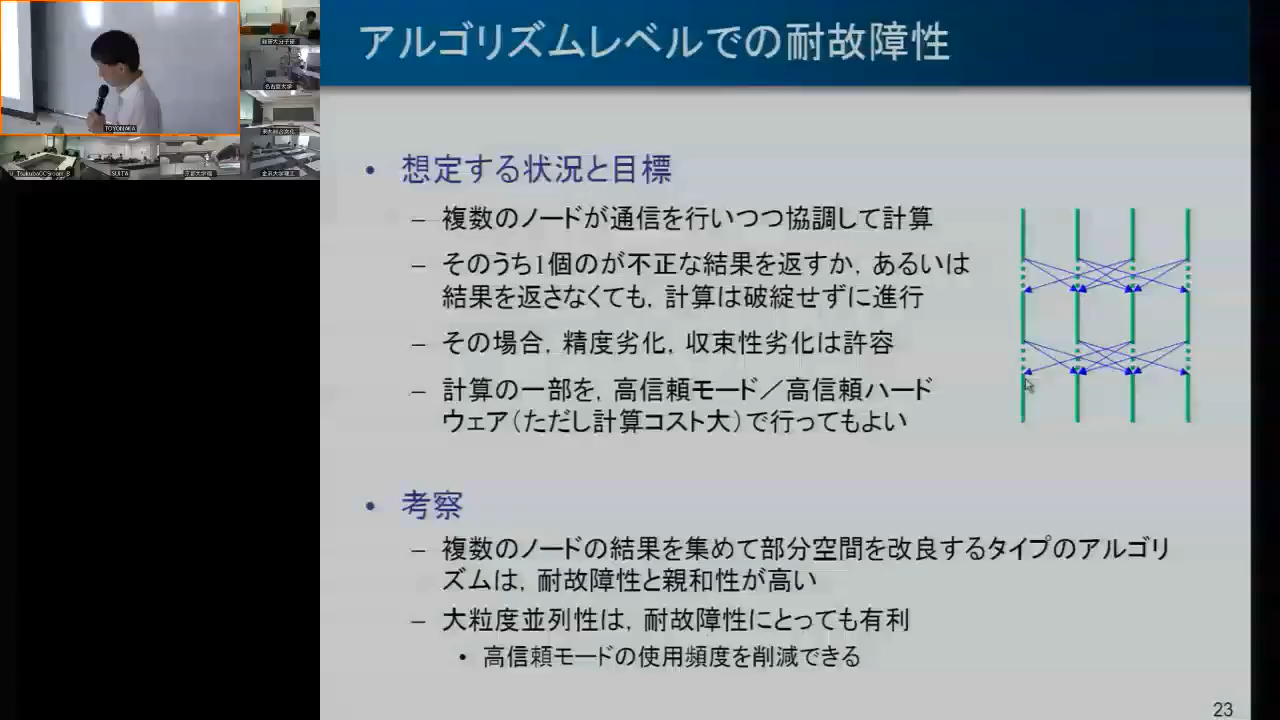 アルゴリズムレベルでの耐故障性
• 想定する状況と目標
– 複数のノードが通信を行いつつ協調して計算
– そのうち1個のが不正な結果を返すか，あるいは
結果を返さなくても，計算は破綻せずに進行
– その場合，精度劣化，収束性劣化は許容
– 計算の一部を，高信頼モード／高信頼ハード
ウェア（ただし計算コスト大）で行ってもよい
• 考察
– 複数のノードの結果を集めて部分空間を改良するタイプのアルゴリ
ズムは，耐故障性と親和性が高い
– 大粒度並列性は，耐故障性にとっても有利
• 高信頼モードの使用頻度を削減できる
23
TOYONAKA
名古屋大学
SUITA